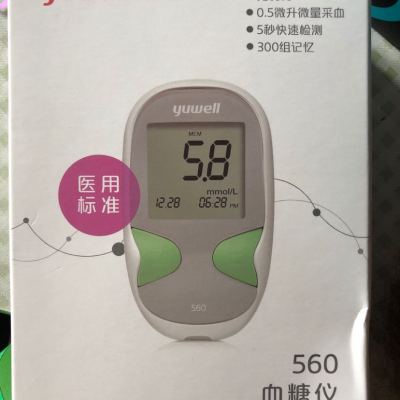 • 0.5微升微量采血
• 5秒快速检测
• 300组记忆
yuwell
MEM
5.8
mmol/L
12-28 06:28 PM
医用
标准
560
560
血糖仪